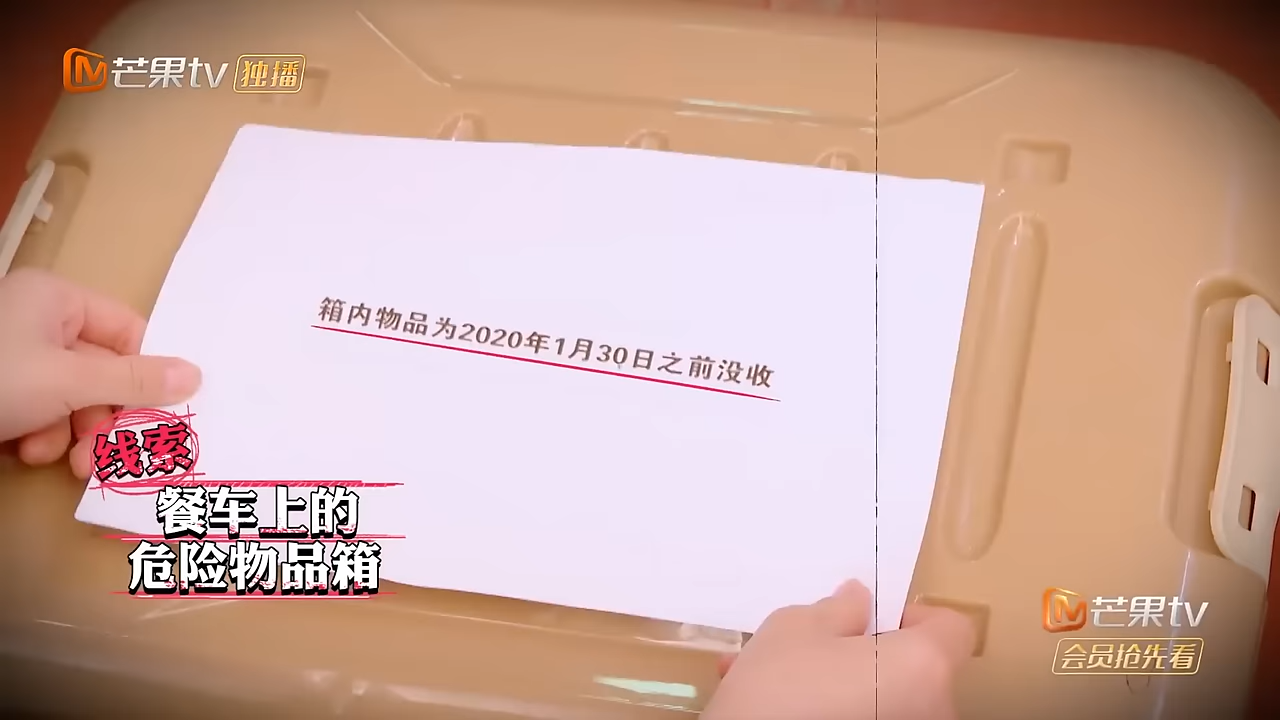 芒果tv 独播
箱内物品为2020年1月30日之前没收
线索
餐车上的
危险物品箱
芒果tv
会员抢先看